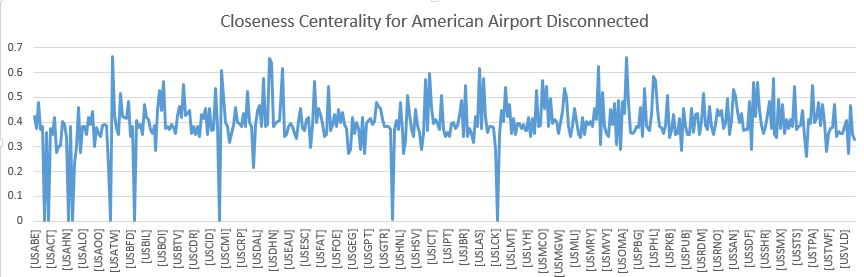 Closeness Centerality for American Airport Disconnected
0.7
0.6
0.5
0.4
0.3
0.2
0.1
0
[USABE]
[USACT]
[USAHN]
[USALO]
[USAOO]
[USATW]
[USBFD]
[USBIL]
[USBOI]
[USBTV]
[USCDR]
[USCID]
[USCMI]
[USCRP]
[USDAL]
[USDHN]
[USEAU]
[USESC]
[USFAT]
[USFOE]
[USGEG]
[USGPT]
[USGTR]
[USHNL]
[USHSV]
[USICT]
[USIPT]
[USJBR]
[USLAS]
[USLCK]
[USLMT]
[USLYH]
[USMCO]
[USMGW]
[USMLI]
[USMRY]
[USMVY]
[USOMA]
[USPBG]
[USPHL]
[USPKB]
[USPUB]
[USRDM]
[USRNO]
[USSAN]
[USSDF]
[USSHR]
[USSMX]
[USSTS]
[USTPA]
[USTWF]
[USVLD]